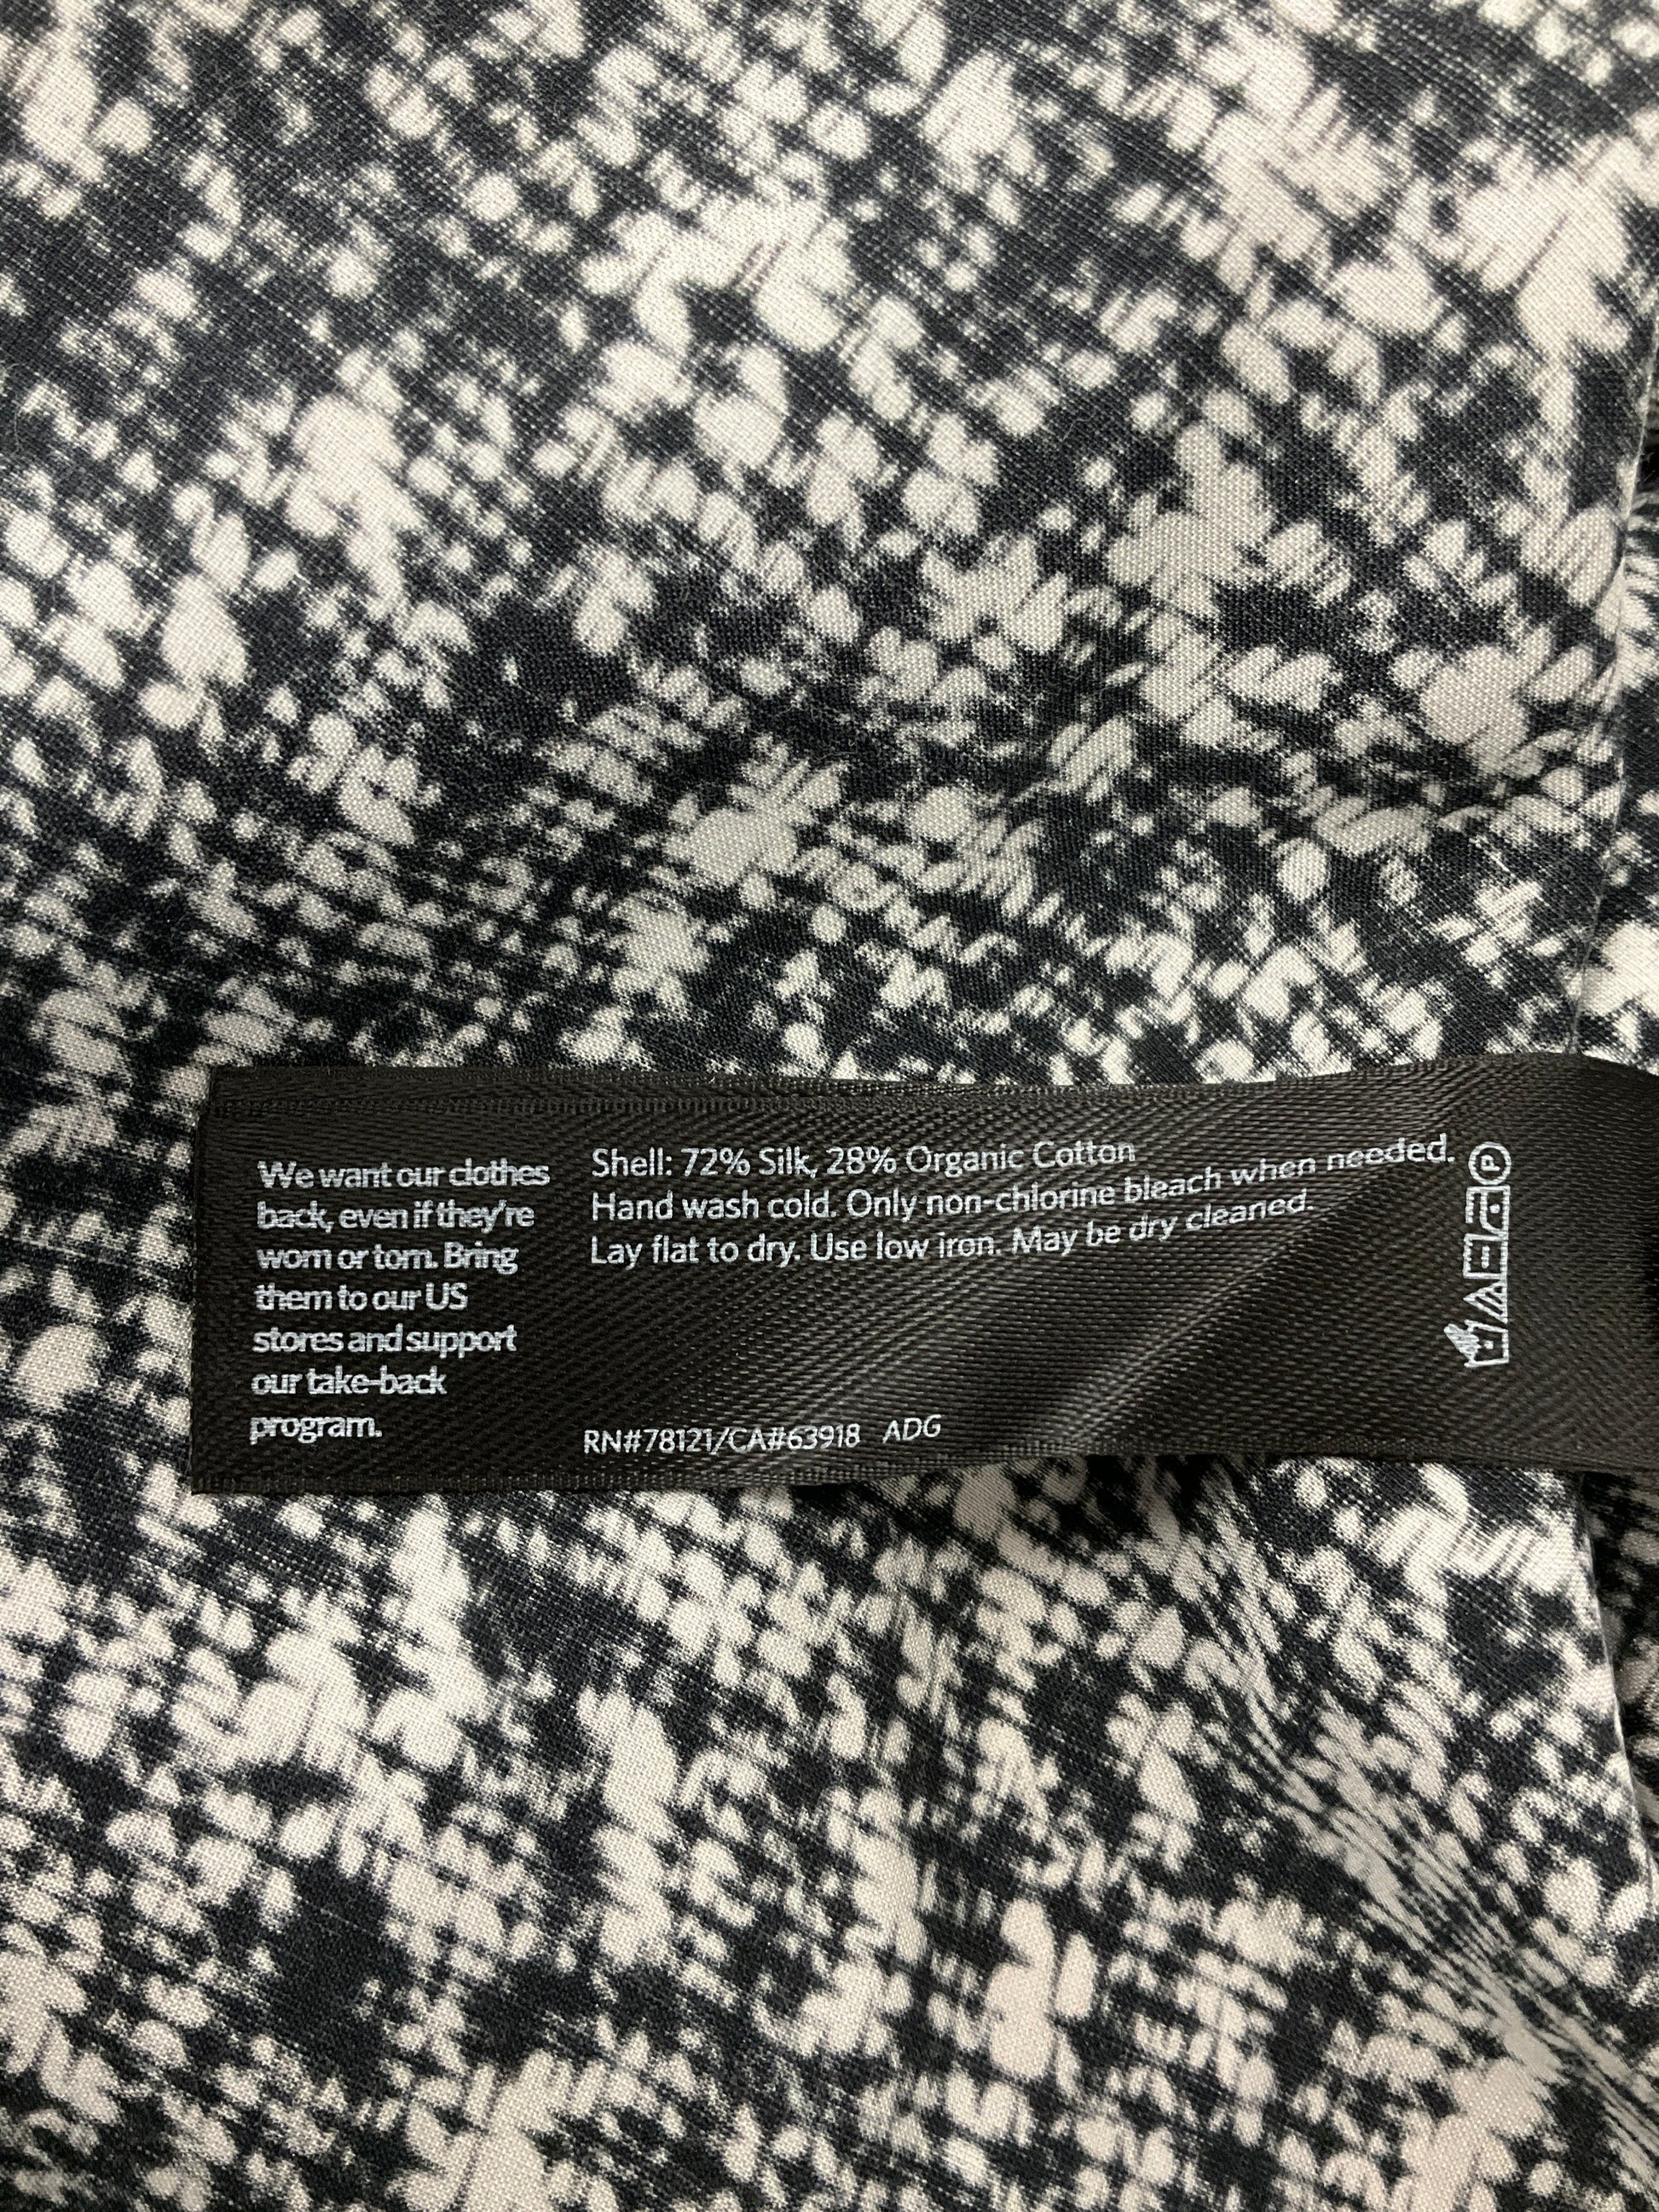 We want our clothes
back, even if they're
worn or torn. Bring
them to our US
stores and support
our take-back
program.
Shell: 72% Silk, 28% Organic Cotton
Hand wash cold. Only non-chlorine bleach when needed.
Lay flat to dry. Use low iron. May be dry cleaned.
RN#78121/CA#63918 ADG
P